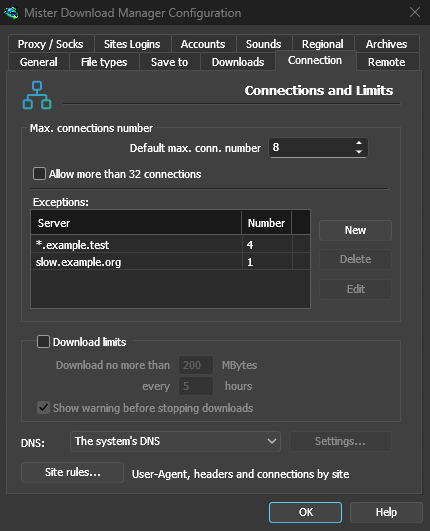 Mister Download Manager Configuration
Proxy / Socks Sites Logins Accounts Sounds Regional Archives
General File types Save to Downloads Connection Remote
Connections and Limits
Max. connections number
Default max. conn. number 8
Allow more than 32 connections
Exceptions:
Server Number
*.example.test 4
slow.example.org 1
New
Delete
Edit
Download limits
Download no more than 200 MBytes
every 5 hours
Show warning before stopping downloads
DNS: The system's DNS Settings...
Site rules... User-Agent, headers and connections by site
OK Help